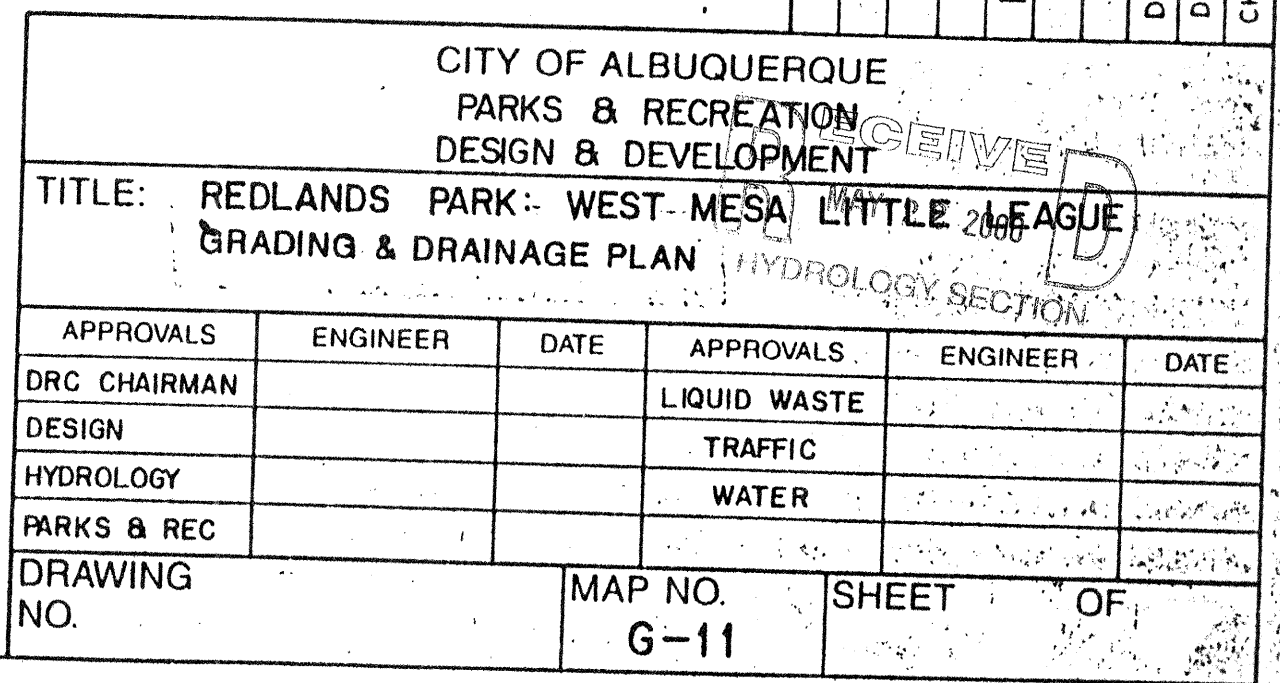 CITY OF ALBUQUERQUE
PARKS & RECREATION
DESIGN & DEVELOPMENT
RECEIVED
MAY 2000
HYDROLOGY SECTION
TITLE: REDLANDS PARK: WEST MESA LITTLE LEAGUE
GRADING & DRAINAGE PLAN
APPROVALS ENGINEER DATE APPROVALS ENGINEER DATE
DRC CHAIRMAN LIQUID WASTE
DESIGN TRAFFIC
HYDROLOGY WATER
PARKS & REC
DRAWING NO. MAP NO. G-11 SHEET OF